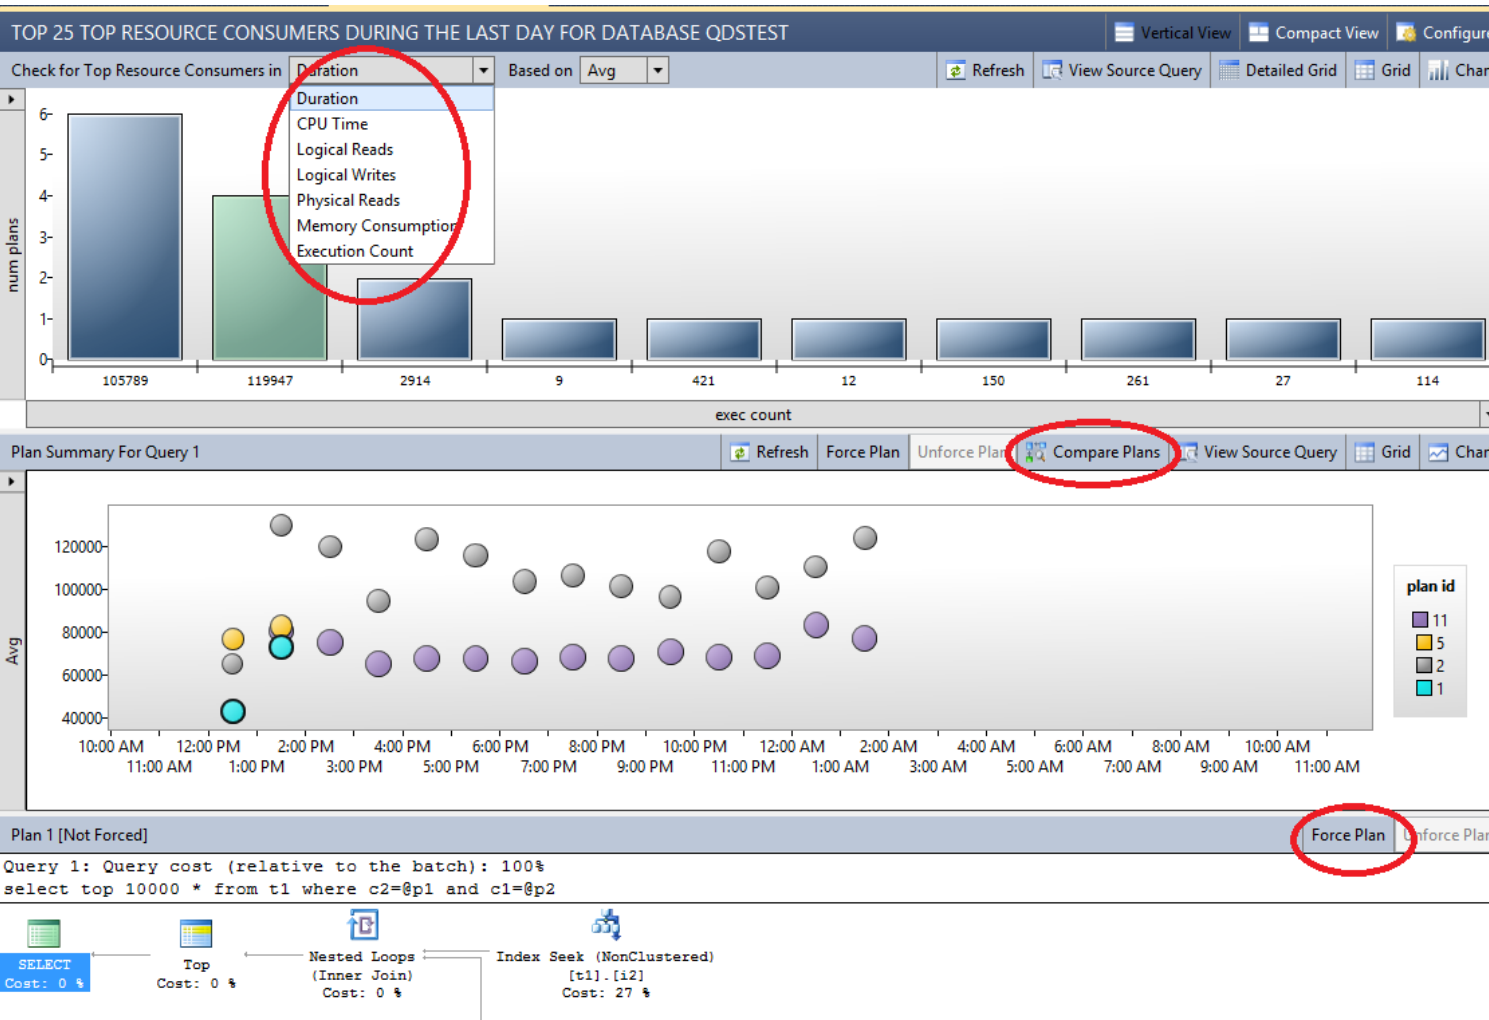 TOP 25 TOP RESOURCE CONSUMERS DURING THE LAST DAY FOR DATABASE QDSTEST
Vertical View
Compact View
Configure
Check for Top Resource Consumers in
Duration
Based on
Avg
Refresh
View Source Query
Detailed Grid
Grid
Char
Duration
CPU Time
Logical Reads
Logical Writes
Physical Reads
Memory Consumption
Execution Count
num plans
6
5
4
3
2
1
0
105789 119947 2914 9 421 12 150 261 27 114
exec count
Plan Summary For Query 1
Refresh
Force Plan
Unforce Plan
Compare Plans
View Source Query
Grid
Char
Avg
120000
100000
80000
60000
40000
10:00 AM 12:00 PM 2:00 PM 4:00 PM 6:00 PM 8:00 PM 10:00 PM 12:00 AM 2:00 AM 4:00 AM 6:00 AM 8:00 AM 10:00 AM
11:00 AM 1:00 PM 3:00 PM 5:00 PM 7:00 PM 9:00 PM 11:00 PM 1:00 AM 3:00 AM 5:00 AM 7:00 AM 9:00 AM 11:00 AM
plan id
11
5
2
1
Plan 1 [Not Forced]
Force Plan
Unforce Plan
Query 1: Query cost (relative to the batch): 100%
select top 10000 * from t1 where c2=@p1 and c1=@p2
SELECT
Cost: 0 %
Top
Cost: 0 %
Nested Loops
(Inner Join)
Cost: 0 %
Index Seek (NonClustered)
[t1].[i2]
Cost: 27 %